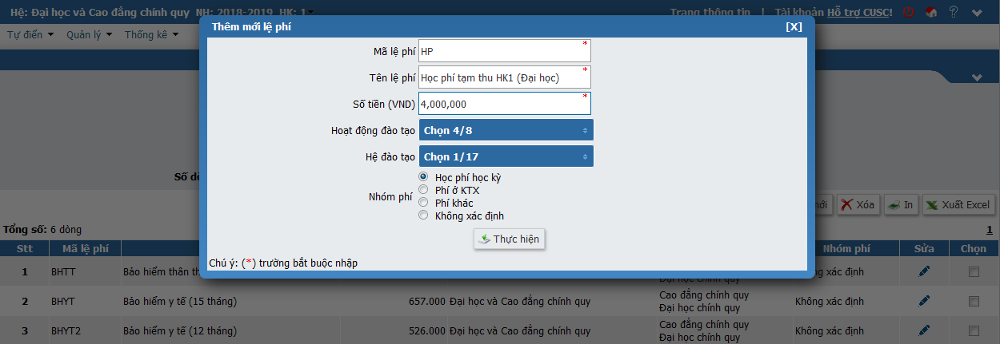 Hệ: Đại học và Cao đẳng chính quy NH: 2018-2019 HK: 1
Trang thông tin | Tài khoản Hỗ trợ CUSC!
Tự điển Quản lý Thống kê
Thêm mới lệ phí [X]
Mã lệ phí HP *
Tên lệ phí Học phí tạm thu HK1 (Đại học) *
Số tiền (VND) 4,000,000 *
Hoạt động đào tạo Chọn 4/8
Hệ đào tạo Chọn 1/17
Số dò
Nhóm phí
Học phí học kỳ
Phí ở KTX
Phí khác
Không xác định
Xóa In Xuất Excel
Thực hiện
Chú ý: (*) trường bắt buộc nhập
Tổng số: 6 dòng 1
Stt Mã lệ phí Nhóm phí Sửa Chọn
1 BHTT Bảo hiểm thân th Đại học chính quy xác định
2 BHYT Bảo hiểm y tế (15 tháng) 657.000 Đại học và Cao đẳng chính quy Cao đẳng chính quy Không xác định
Đại học chính quy
3 BHYT2 Bảo hiểm y tế (12 tháng) 526.000 Đại học và Cao đẳng chính quy Cao đẳng chính quy Không xác định
Đại học chính quy